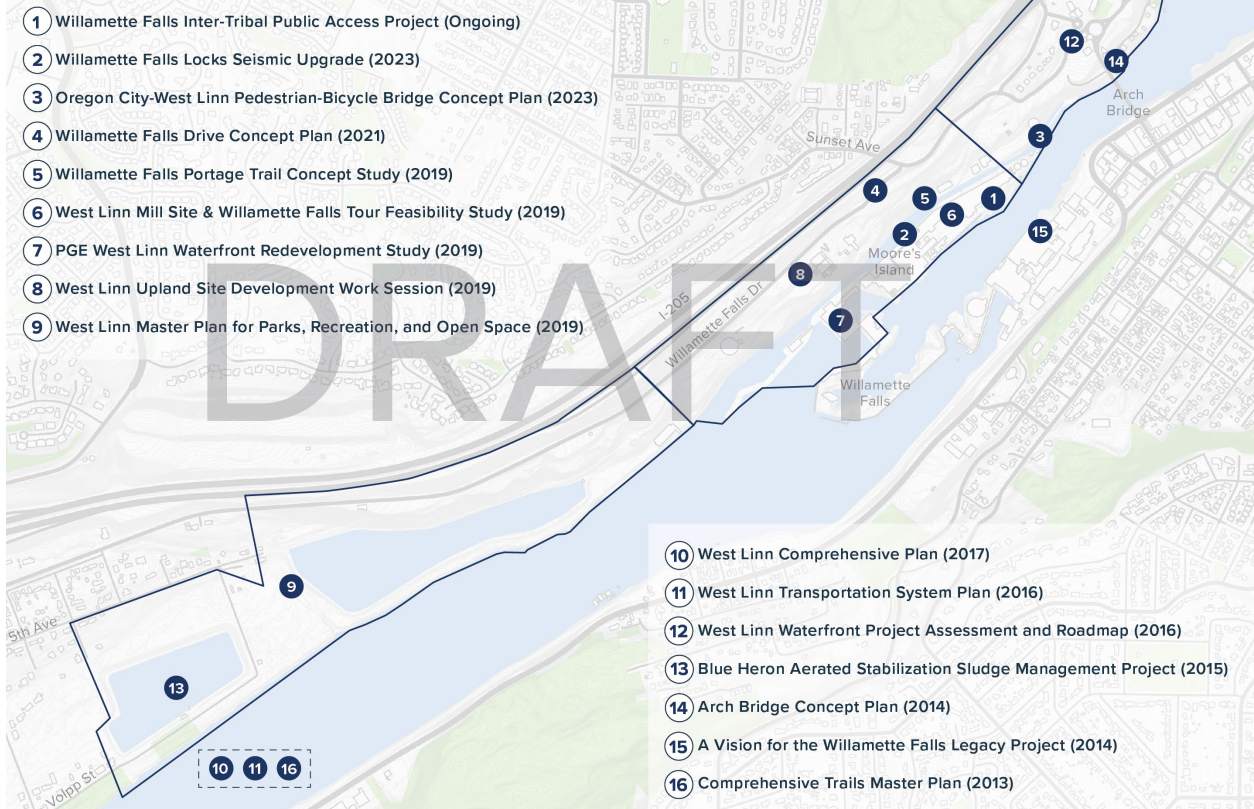 1 Willamette Falls Inter-Tribal Public Access Project (Ongoing)
2 Willamette Falls Locks Seismic Upgrade (2023)
3 Oregon City-West Linn Pedestrian-Bicycle Bridge Concept Plan (2023)
4 Willamette Falls Drive Concept Plan (2021)
5 Willamette Falls Portage Trail Concept Study (2019)
6 West Linn Mill Site & Willamette Falls Tour Feasibility Study (2019)
7 PGE West Linn Waterfront Redevelopment Study (2019)
8 West Linn Upland Site Development Work Session (2019)
9 West Linn Master Plan for Parks, Recreation, and Open Space (2019)
12
14
Arch
Bridge
3
Sunset Ave
4
5
1
6
2
15
Moore's
Island
8
7
I-205
Willamette Falls Dr
Willamette
Falls
DRAFT
9
5th Ave
13
Volpp St
10 11 16
10 West Linn Comprehensive Plan (2017)
11 West Linn Transportation System Plan (2016)
12 West Linn Waterfront Project Assessment and Roadmap (2016)
13 Blue Heron Aerated Stabilization Sludge Management Project (2015)
14 Arch Bridge Concept Plan (2014)
15 A Vision for the Willamette Falls Legacy Project (2014)
16 Comprehensive Trails Master Plan (2013)